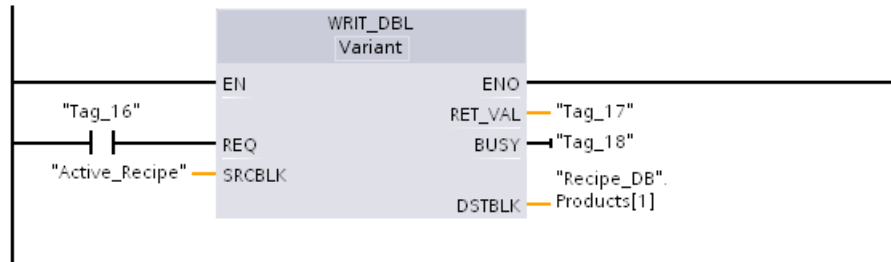 WRIT_DBL
Variant
EN
ENO
"Tag_16"
RET_VAL
"Tag_17"
REQ
BUSY
"Tag_18"
"Active_Recipe"
SRCBLK
"Recipe_DB".
DSTBLK
Products[1]